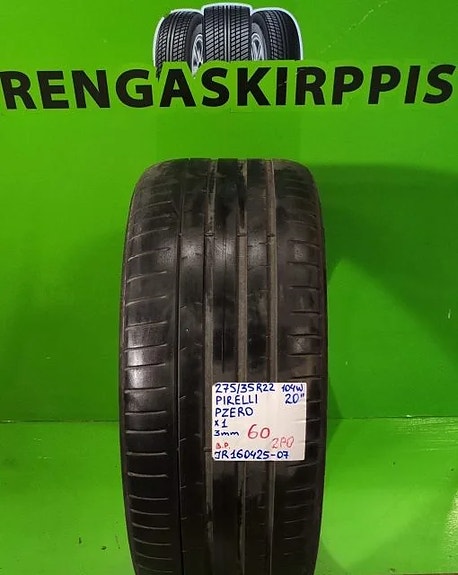 RENGASKIRPPIS
275/35R22 104W
PIRELLI 20"
PZERO
x1
3mm 60
D.P. 2PO
JR160425-07